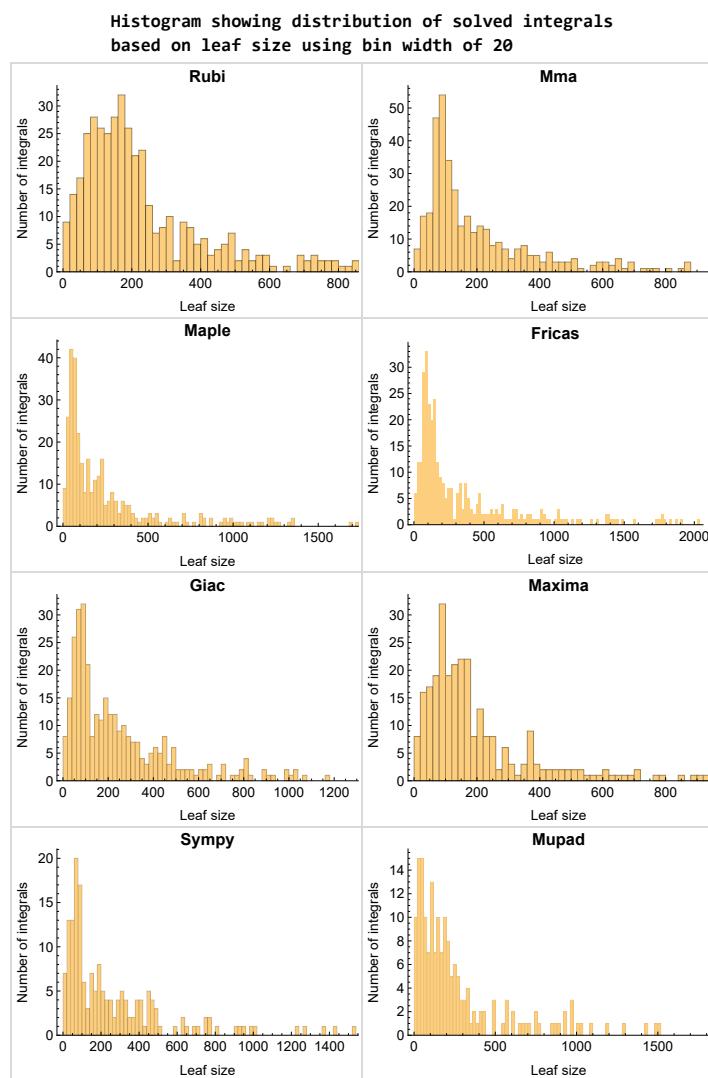 Histogram showing distribution of solved integrals
based on leaf size using bin width of 20
Rubi
Number of integrals
0 5 10 15 20 25 30
0 200 400 600 800
Leaf size
Mma
Number of integrals
0 10 20 30 40 50
0 200 400 600 800
Leaf size
Maple
Number of integrals
0 10 20 30 40
0 500 1000 1500
Leaf size
Fricas
Number of integrals
0 5 10 15 20 25 30
0 500 1000 1500 2000
Leaf size
Giac
Number of integrals
0 5 10 15 20 25 30
0 200 400 600 800 1000 1200
Leaf size
Maxima
Number of integrals
0 5 10 15 20 25 30
0 200 400 600 800
Leaf size
Sympy
Number of integrals
0 5 10 15 20
0 200 400 600 800 1000 1200 1400
Leaf size
Mupad
Number of integrals
0 2 4 6 8 10 12 14
0 500 1000 1500
Leaf size